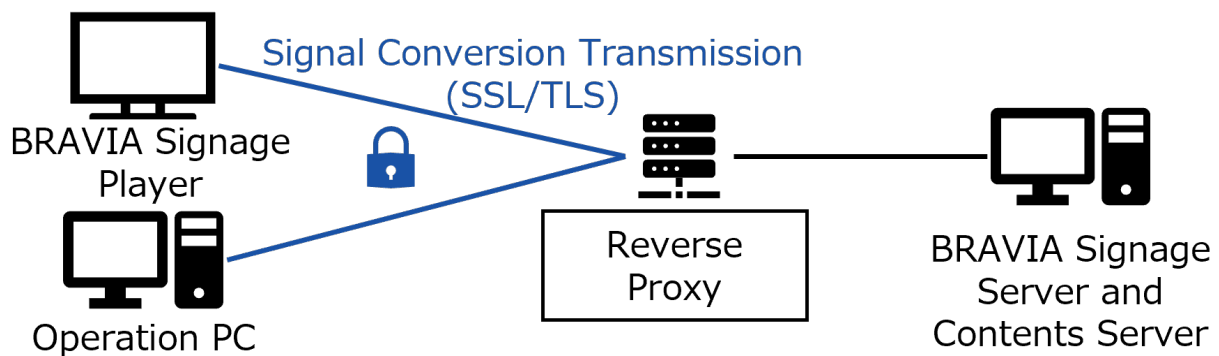 Signal Conversion Transmission
(SSL/TLS)
BRAVIA Signage
Player
Operation PC
Reverse
Proxy
BRAVIA Signage
Server and
Contents Server